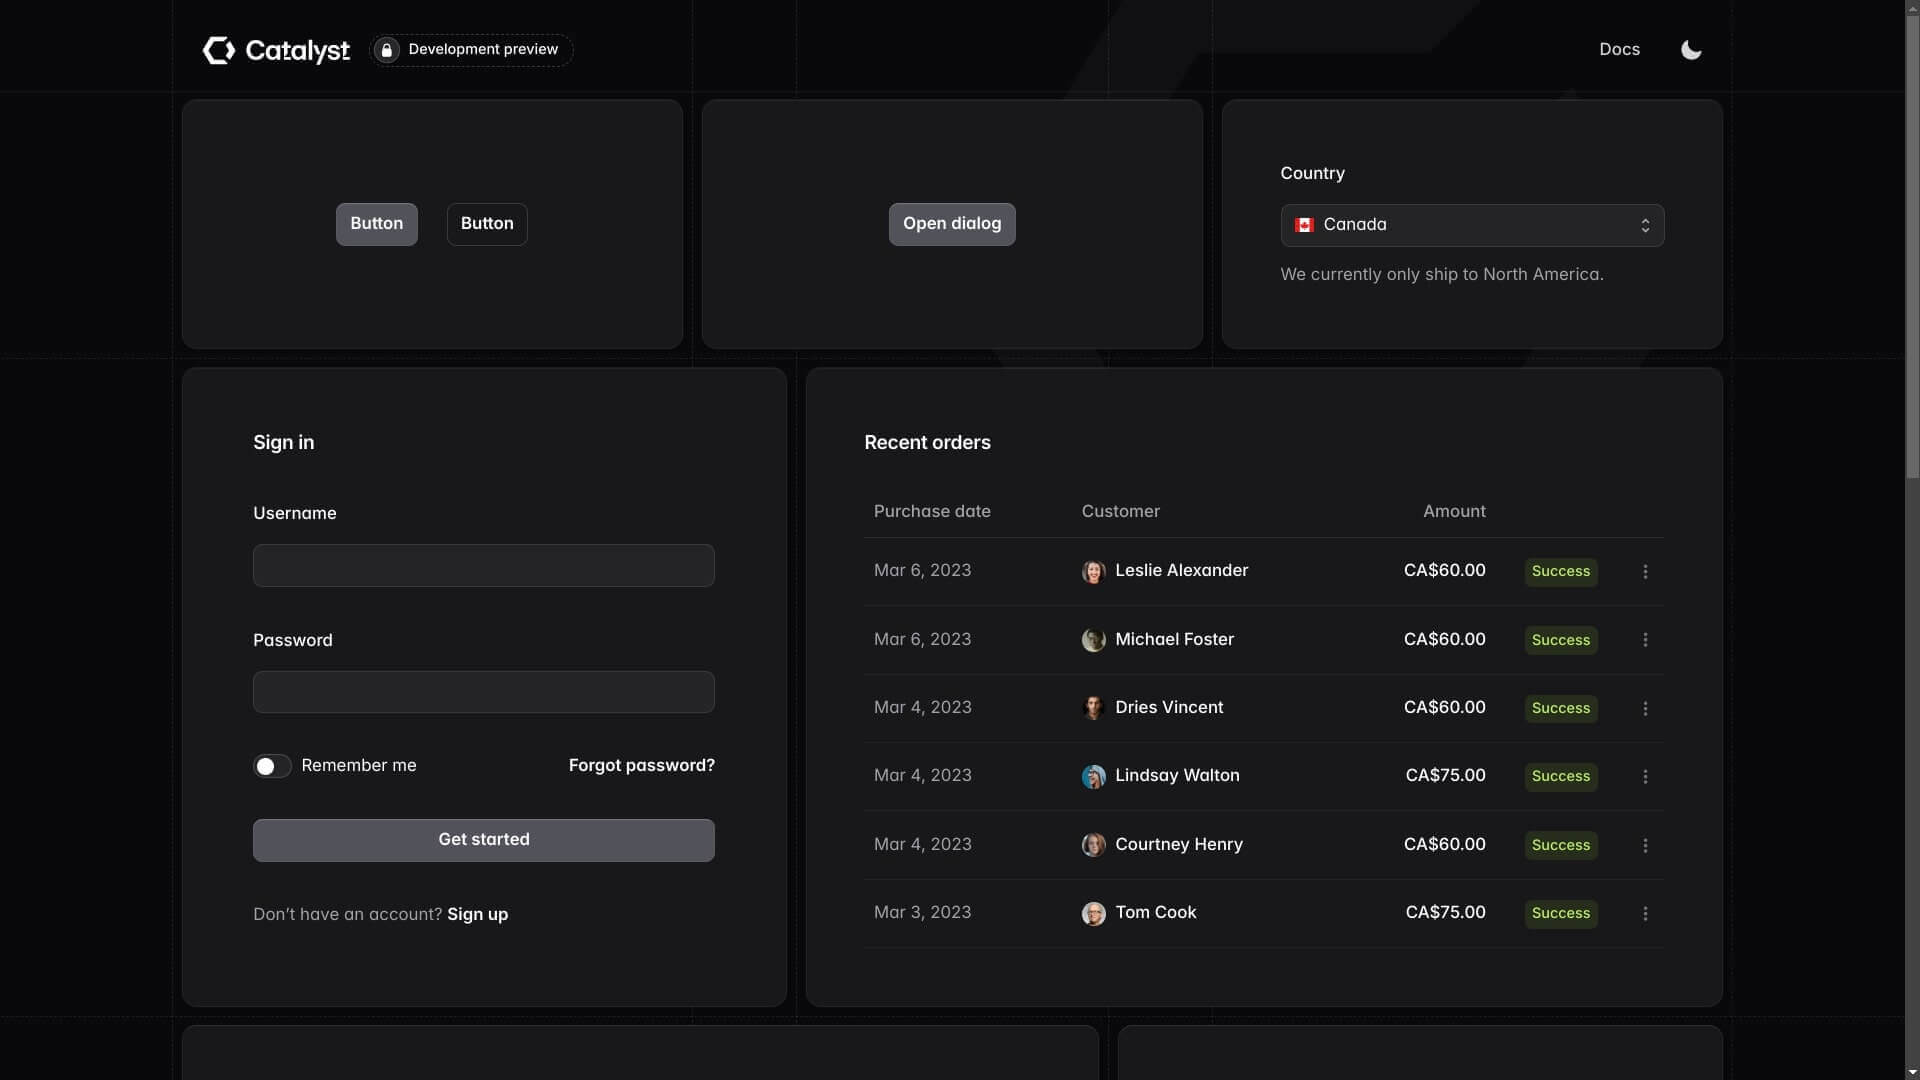 Catalyst
Development preview
Docs
Button
Button
Open dialog
Country
Canada
We currently only ship to North America.
Sign in
Username
Password
Remember me
Forgot password?
Get started
Don’t have an account? Sign up
Recent orders
Purchase date Customer Amount
Mar 6, 2023 Leslie Alexander CA$60.00 Success
Mar 6, 2023 Michael Foster CA$60.00 Success
Mar 4, 2023 Dries Vincent CA$60.00 Success
Mar 4, 2023 Lindsay Walton CA$75.00 Success
Mar 4, 2023 Courtney Henry CA$60.00 Success
Mar 3, 2023 Tom Cook CA$75.00 Success